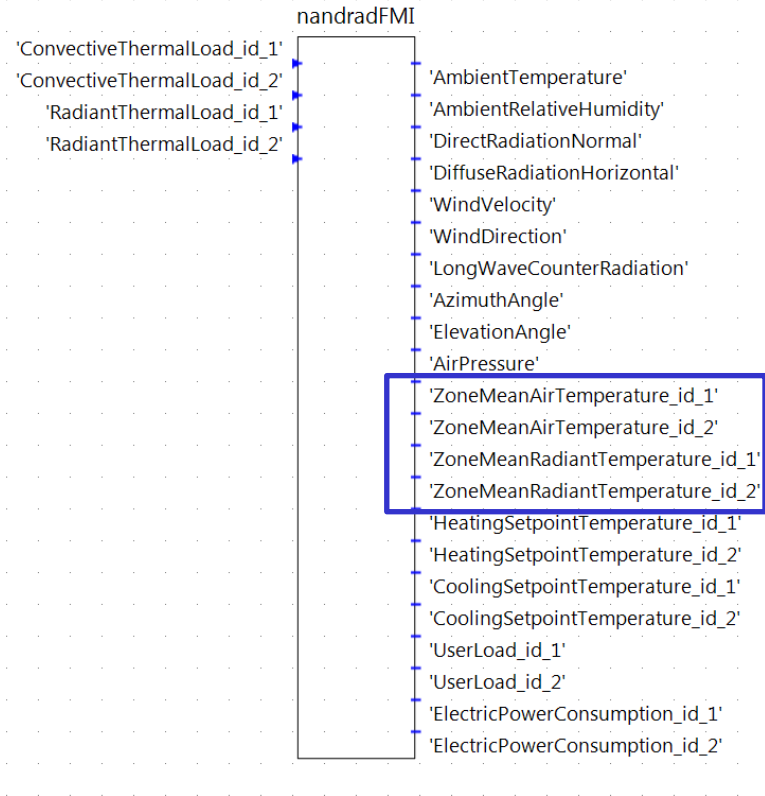 nandradFMI
'ConvectiveThermalLoad_id_1'
'ConvectiveThermalLoad_id_2'
'RadiantThermalLoad_id_1'
'RadiantThermalLoad_id_2'
'AmbientTemperature'
'AmbientRelativeHumidity'
'DirectRadiationNormal'
'DiffuseRadiationHorizontal'
'WindVelocity'
'WindDirection'
'LongWaveCounterRadiation'
'AzimuthAngle'
'ElevationAngle'
'AirPressure'
'ZoneMeanAirTemperature_id_1'
'ZoneMeanAirTemperature_id_2'
'ZoneMeanRadiantTemperature_id_1'
'ZoneMeanRadiantTemperature_id_2'
'HeatingSetpointTemperature_id_1'
'HeatingSetpointTemperature_id_2'
'CoolingSetpointTemperature_id_1'
'CoolingSetpointTemperature_id_2'
'UserLoad_id_1'
'UserLoad_id_2'
'ElectricPowerConsumption_id_1'
'ElectricPowerConsumption_id_2'